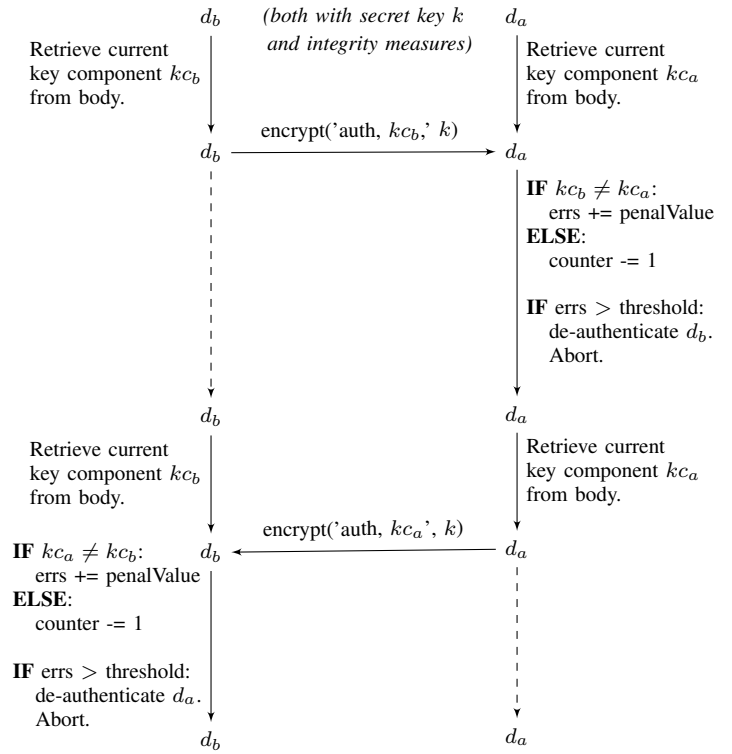 d_b
(both with secret key k
and integrity measures)
d_a
Retrieve current
key component kc_b
from body.
Retrieve current
key component kc_a
from body.
encrypt('auth, kc_b,' k)
d_b
d_a
IF kc_b ≠ kc_a:
errs += penalValue
ELSE:
counter -= 1
IF errs > threshold:
de-authenticate d_b.
Abort.
d_b
d_a
Retrieve current
key component kc_b
from body.
Retrieve current
key component kc_a
from body.
encrypt('auth, kc_a', k)
d_b
d_a
IF kc_a ≠ kc_b:
errs += penalValue
ELSE:
counter -= 1
IF errs > threshold:
de-authenticate d_a.
Abort.
d_b
d_a